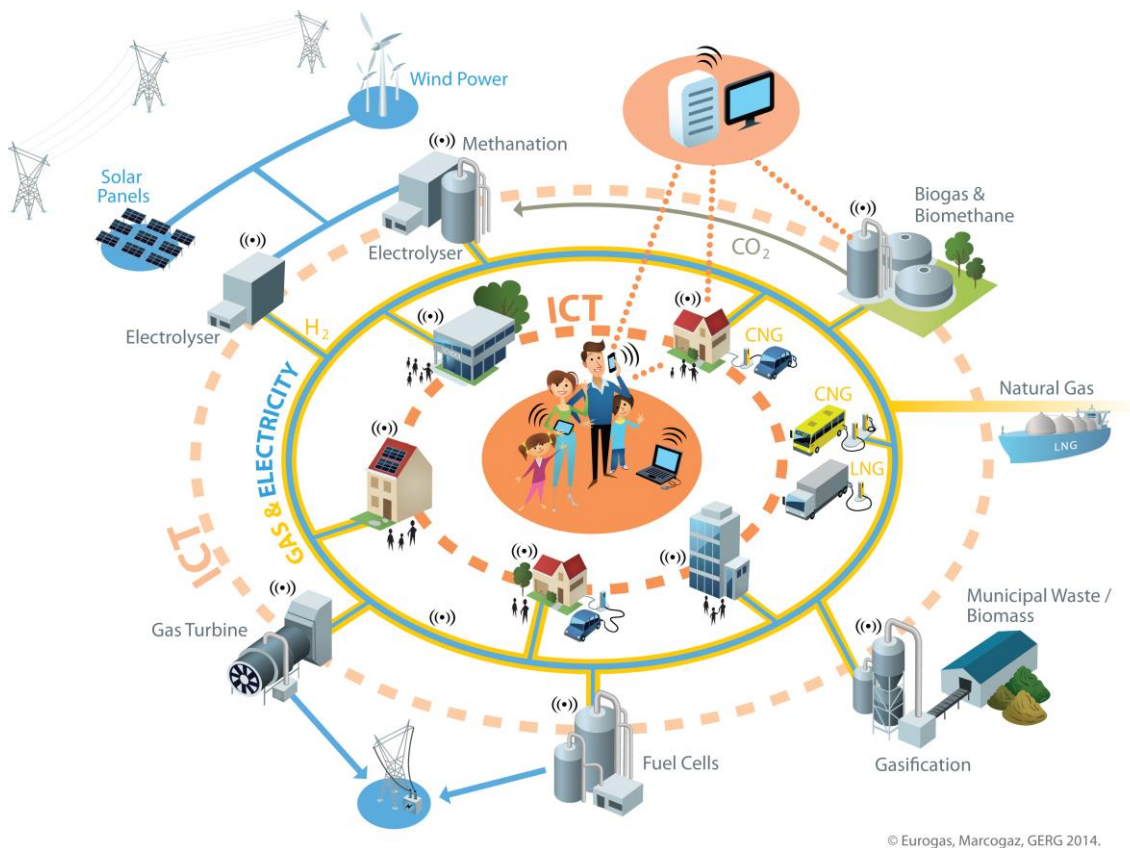 Wind Power
Methanation
Solar
Panels
Biogas &
Biomethane
Electrolyser
CO2
ICT
Electrolyser
H2
CNG
CNG
Natural Gas
LNG
LNG
GAS & ELECTRICITY
ICT
Municipal Waste /
Biomass
Gas Turbine
Fuel Cells
Gasification
© Eurogas, Marcogaz, GERG 2014.